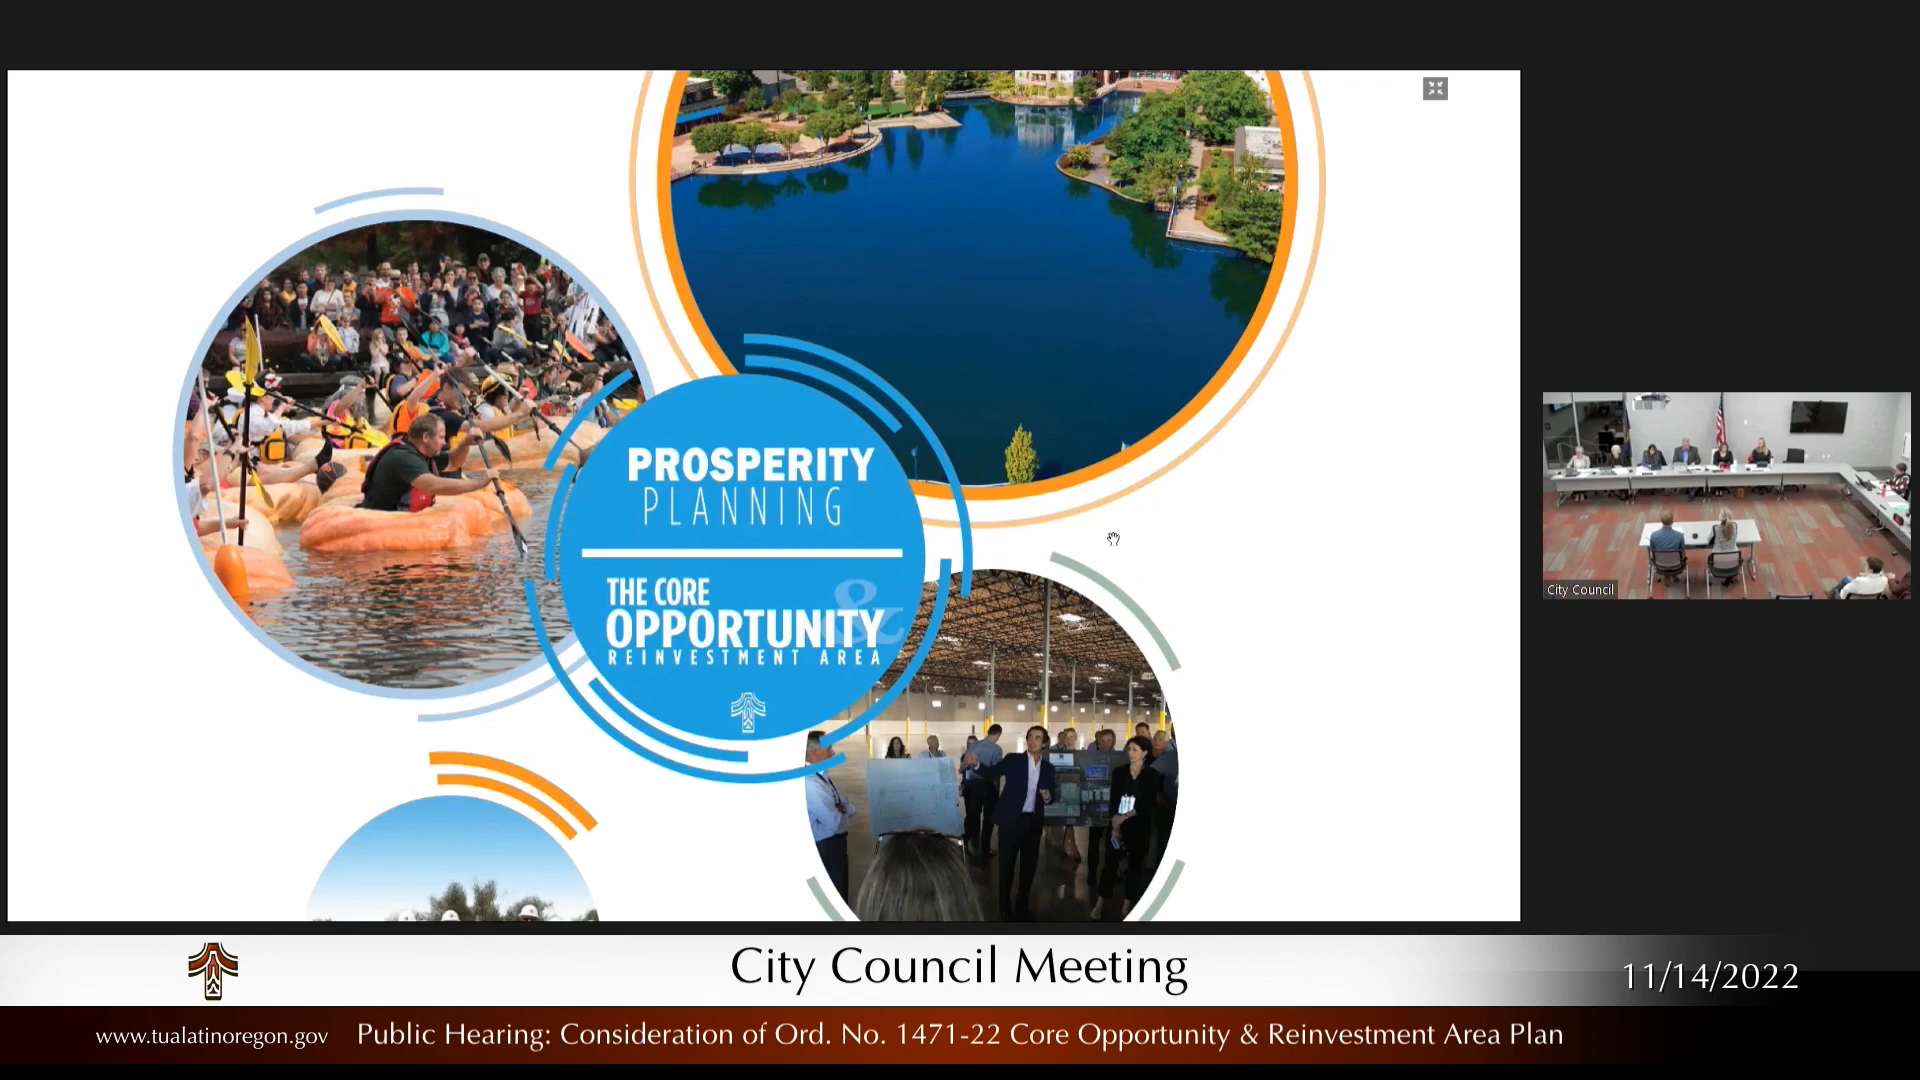 PROSPERITY
PLANNING
THE CORE
OPPORTUNITY
&
REINVESTMENT AREA
City Council
City Council Meeting
11/14/2022
www.tualatinoregon.gov
Public Hearing: Consideration of Ord. No. 1471-22 Core Opportunity & Reinvestment Area Plan